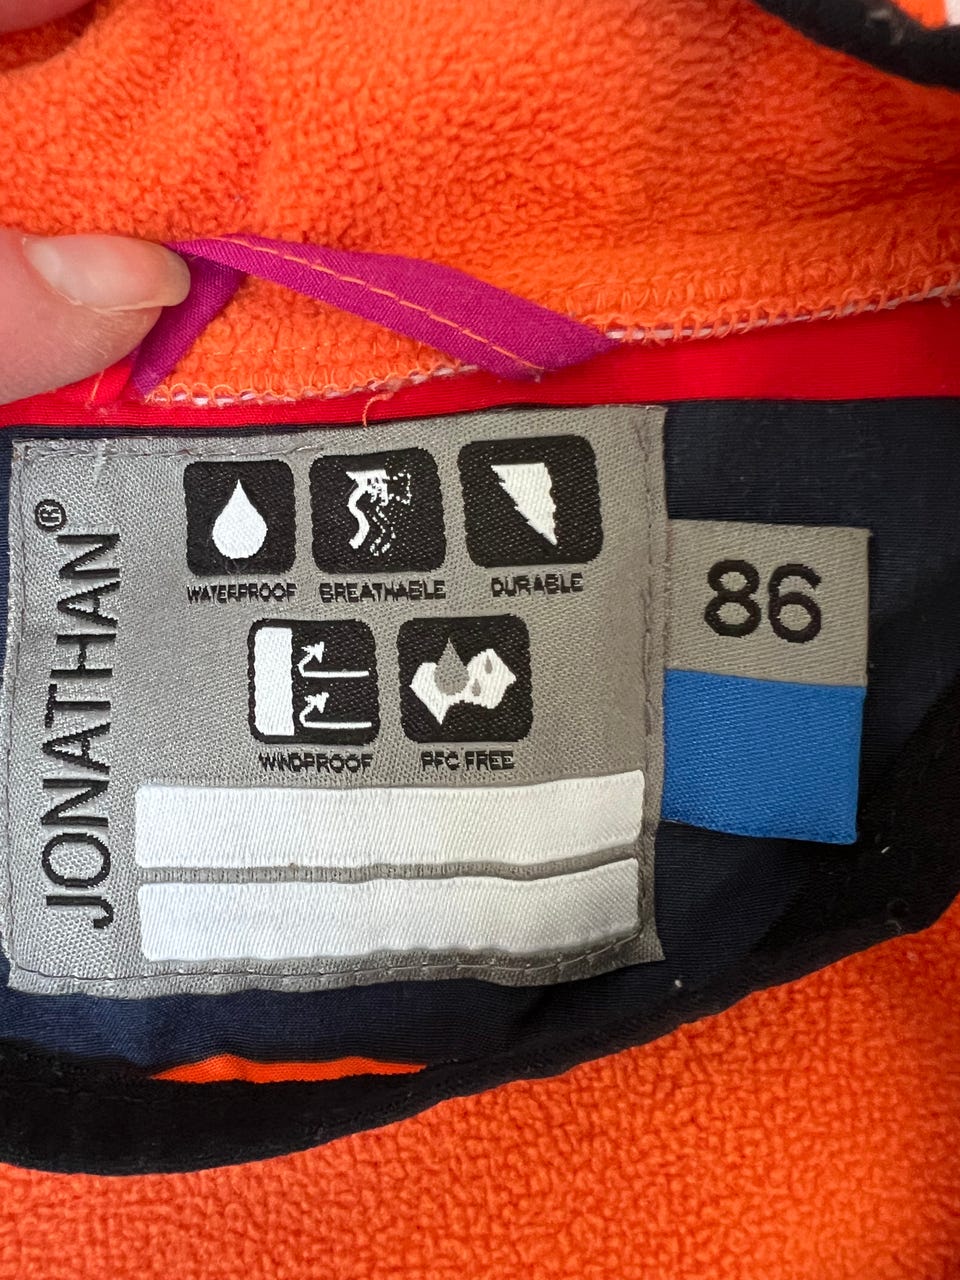 JONATHAN®
WATERPROOF BREATHABLE DURABLE
WINDPROOF PFC FREE
86